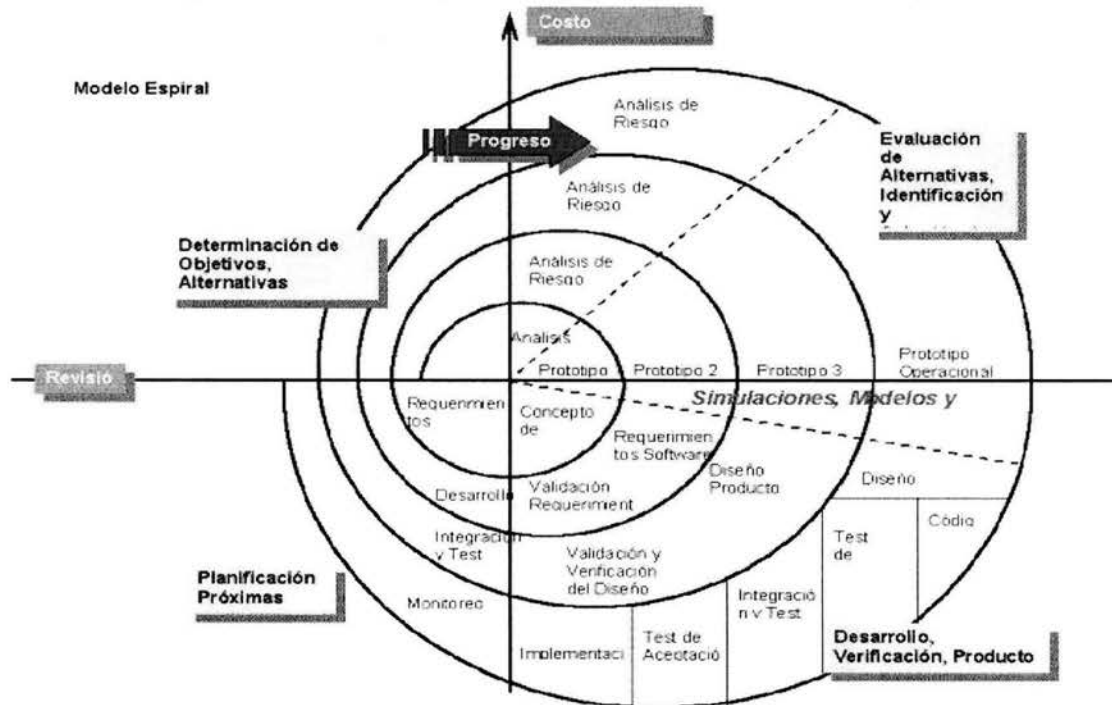 Costo
Modelo Espiral
Análisis de
Riesgo
Progreso
Evaluación
de
Alternativas,
Identificación
y
Análisis de
Riesgo
Determinación de
Objetivos,
Alternativas
Análisis de
Riesgo
Análisis
Revisió
Prototipo
Prototipo 2
Prototipo 3
Prototipo
Operacional
Simulaciones, Modelos y
Requerimien
tos
Concepto
de
Requerimien
tos Software
Diseño
Producto
Diseño
Desarrollo
Validación
Requeriment
Códig
Test
de
Integración
y Test
Validación y
Verificación
del Diseño
Integració
n y Test
Planificación
Próximas
Monitoreo
Implementaci
Test de
Aceptació
Desarrollo,
Verificación, Producto